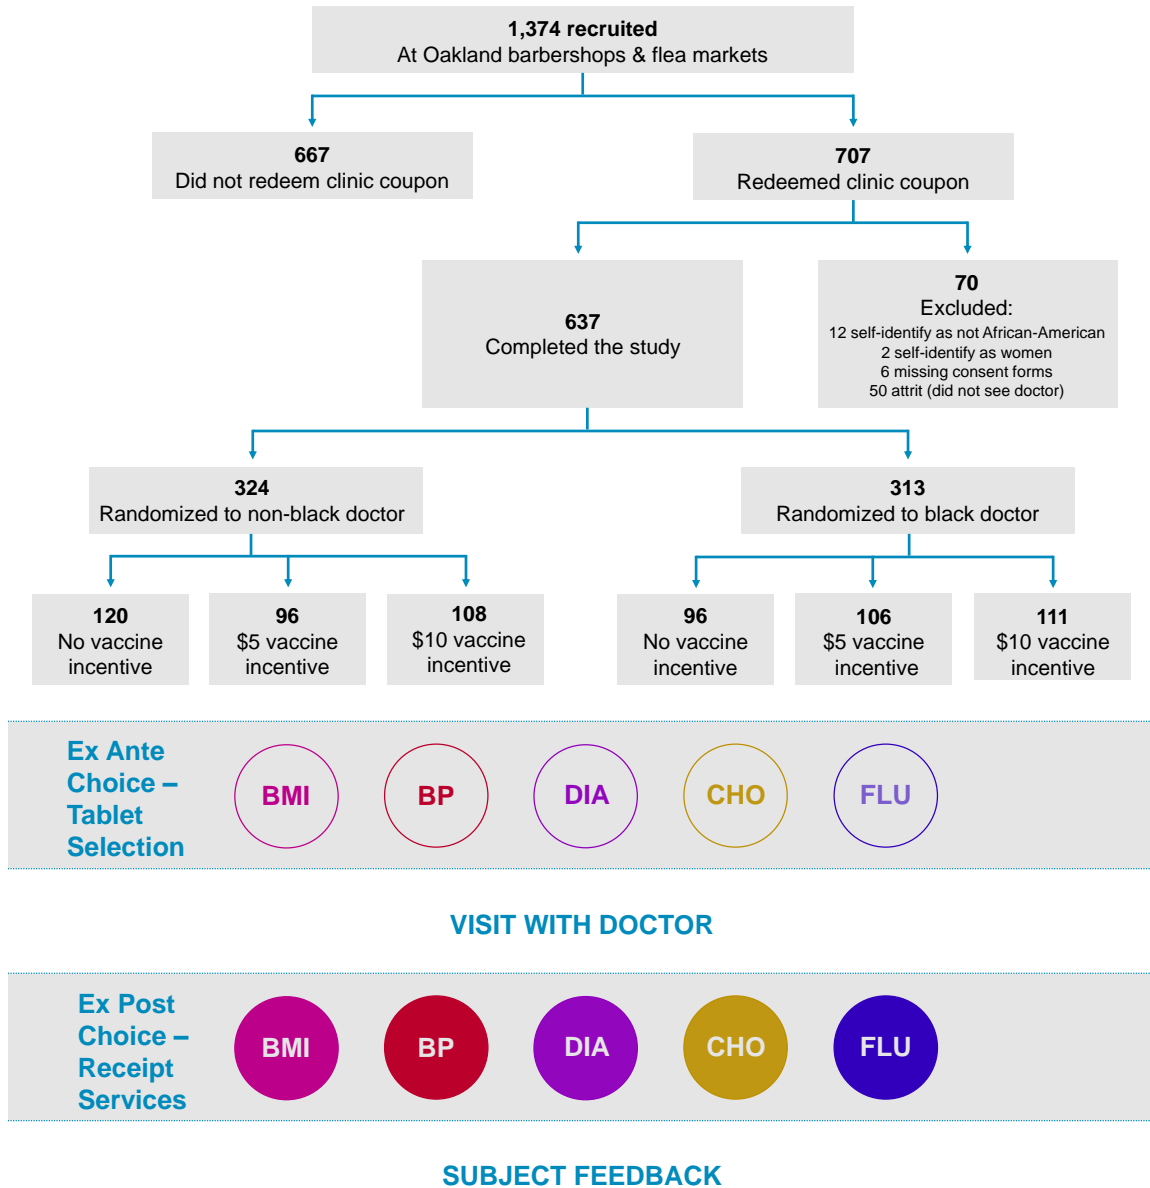 1,374 recruited
At Oakland barbershops & flea markets
667
Did not redeem clinic coupon
707
Redeemed clinic coupon
637
Completed the study
70
Excluded:
12 self-identify as not African-American
2 self-identify as women
6 missing consent forms
50 attrit (did not see doctor)
324
Randomized to non-black doctor
313
Randomized to black doctor
120
No vaccine
incentive
96
$5 vaccine
incentive
108
$10 vaccine
incentive
96
No vaccine
incentive
106
$5 vaccine
incentive
111
$10 vaccine
incentive
Ex Ante
Choice –
Tablet
Selection
BMI
BP
DIA
CHO
FLU
VISIT WITH DOCTOR
Ex Post
Choice –
Receipt
Services
BMI
BP
DIA
CHO
FLU
SUBJECT FEEDBACK